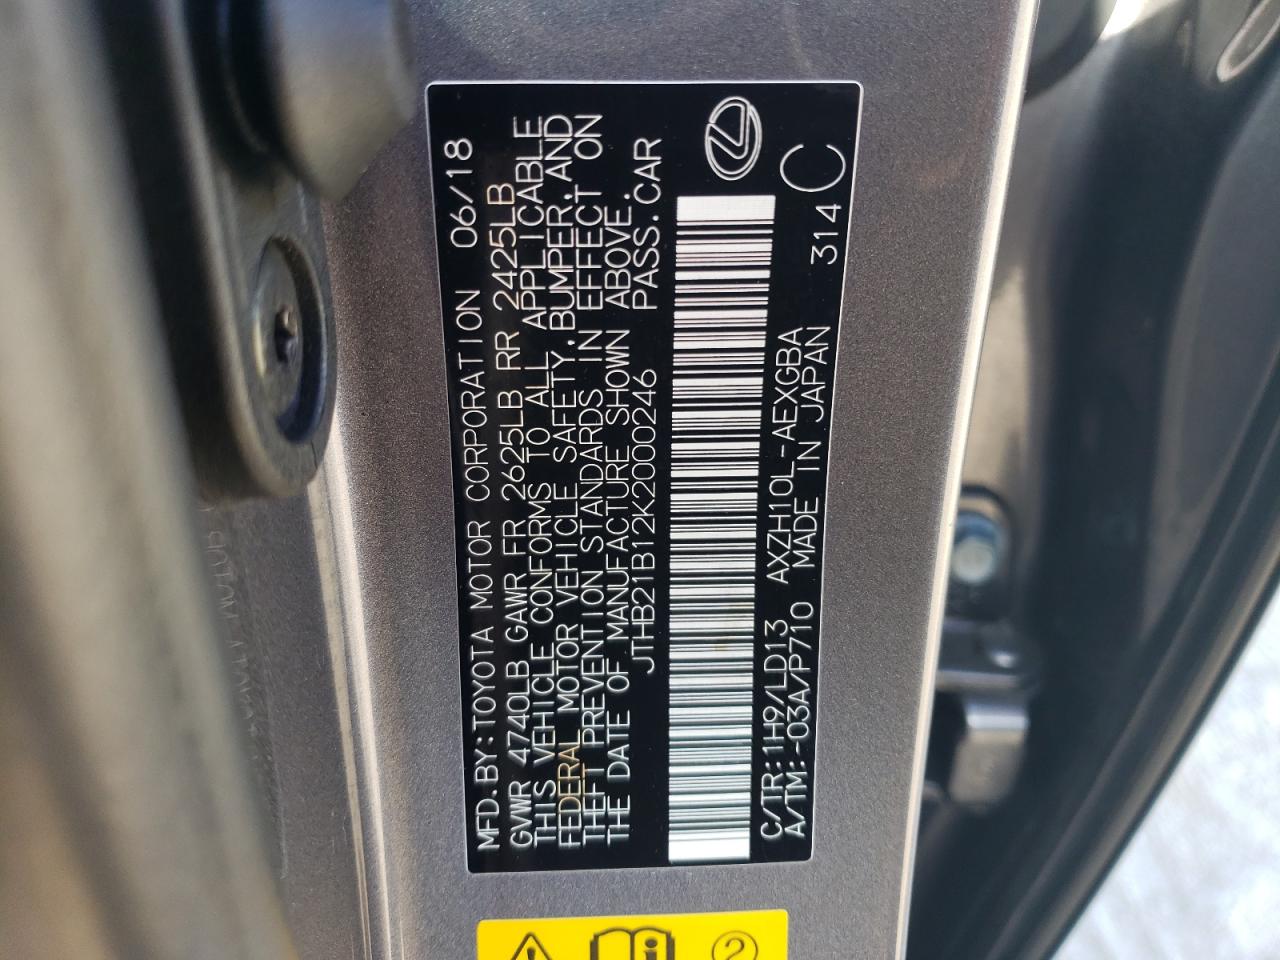 MFD.BY:TOYOTA MOTOR CORPORATION 06/18
GVWR 4740LB GAWR FR 2625LB RR 2425LB
THIS VEHICLE CONFORMS TO ALL APPLICABLE
FEDERAL MOTOR VEHICLE SAFETY,BUMPER,AND
THEFT PREVENTION STANDARDS IN EFFECT ON
THE DATE OF MANUFACTURE SHOWN ABOVE.
JTHB21B12K2000246 PASS.CAR
C/TR:1H9/LD13 AXZH10L-AEXGBA
A/TM:-03A/P710 MADE IN JAPAN 314 C